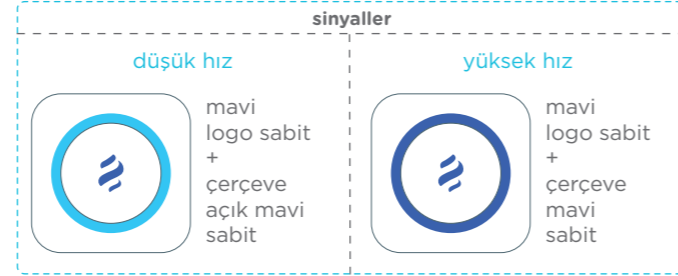 sinyaller
düşük hız
mavi
logo sabit
+
çerçeve
açık mavi
sabit
yüksek hız
mavi
logo sabit
+
çerçeve
mavi
sabit